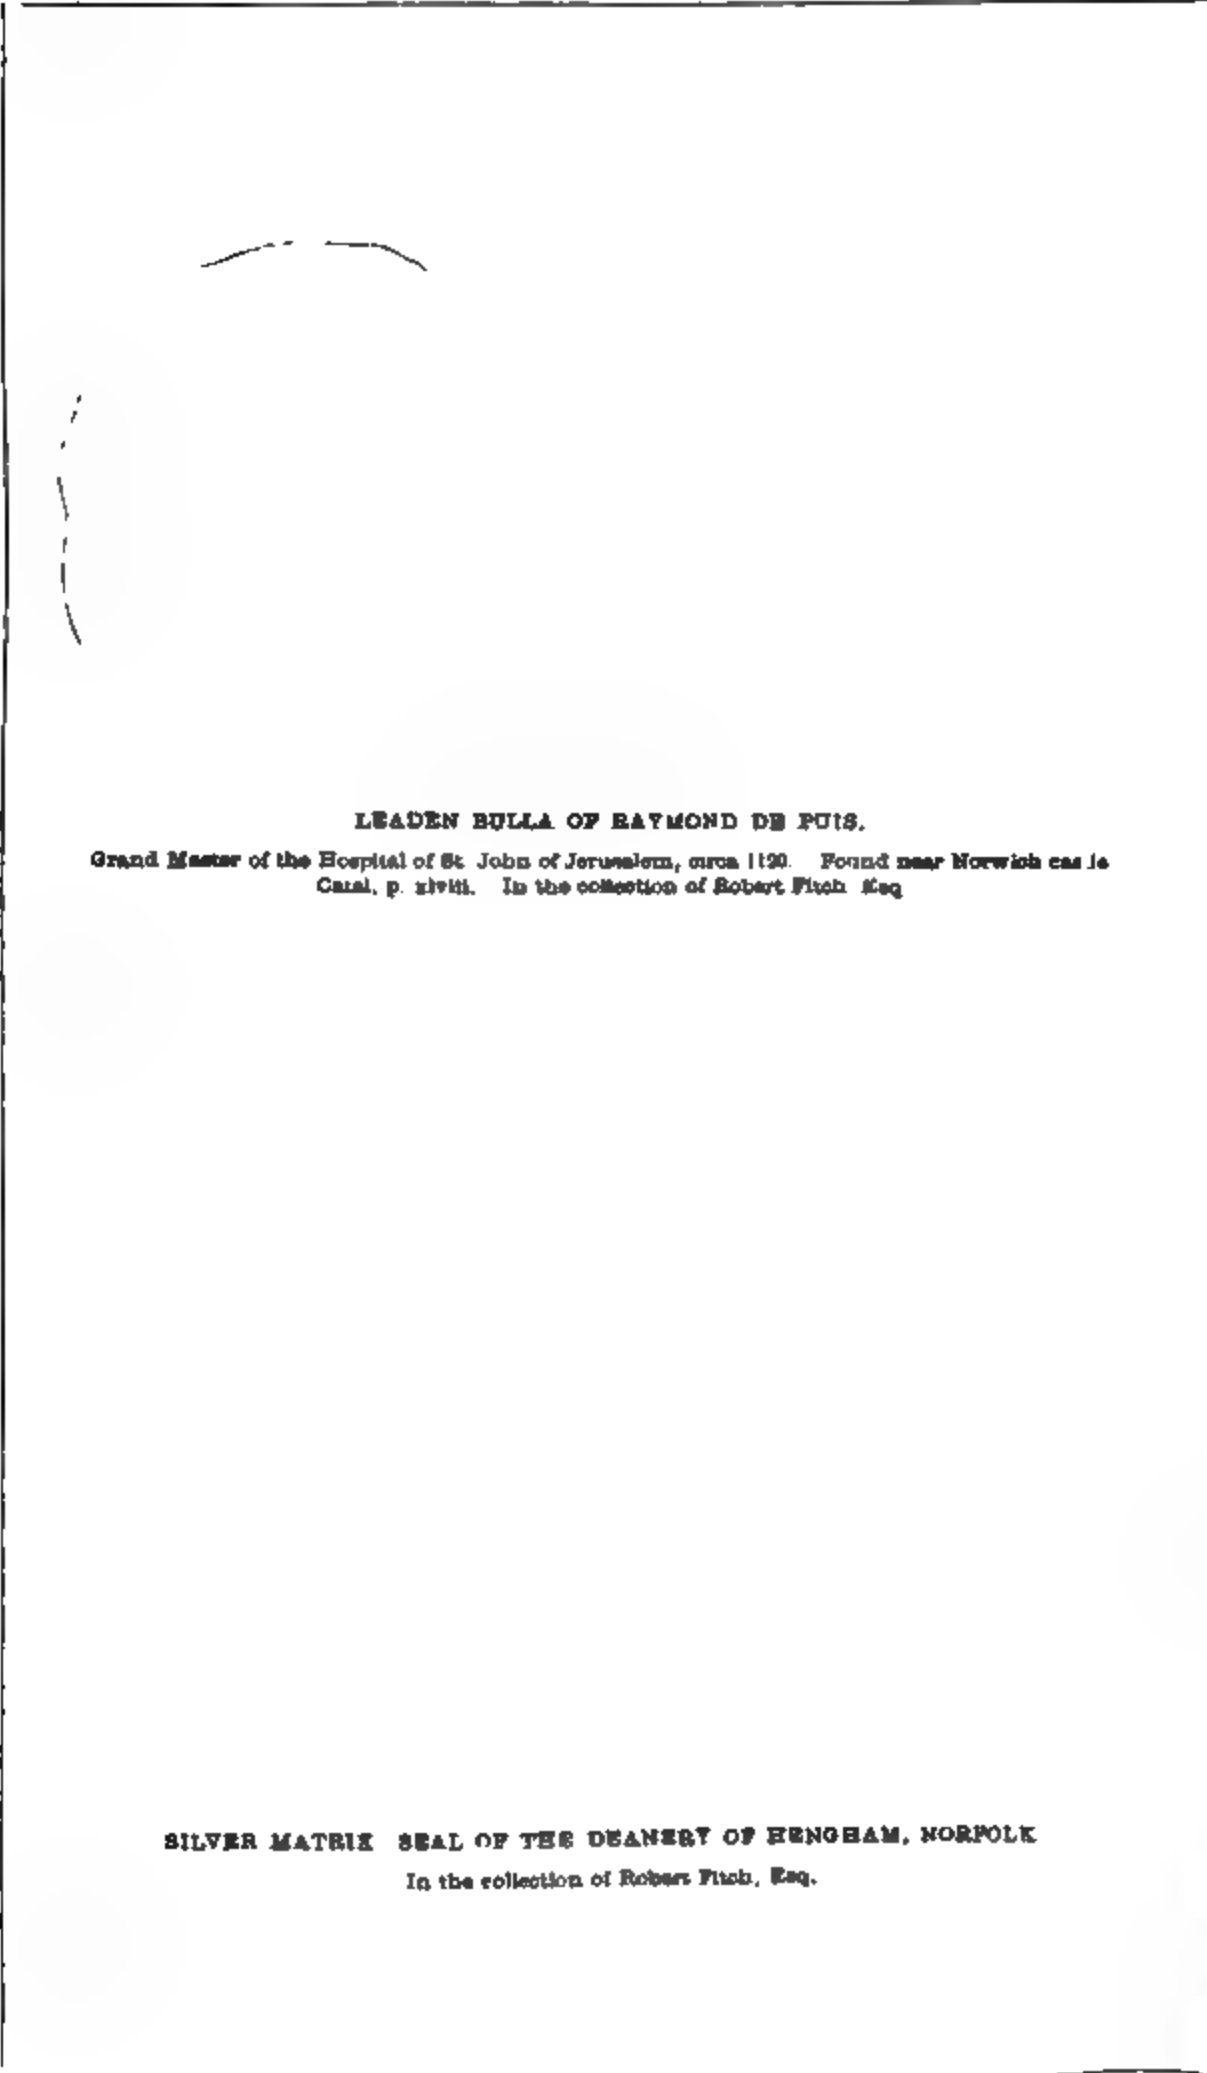 LEADEN BULLA OF RAYMOND DE PUIS.
Grand Master of the Hospital of St. John of Jerusalem, circa 1120. Found near Norwich
p. xlviii. In the collection of Robert Fitch Esq
SILVER MATRIX SEAL OF THE DEANERY OF HENGHAM, NORFOLK
In the collection of Robert Fitch, Esq.